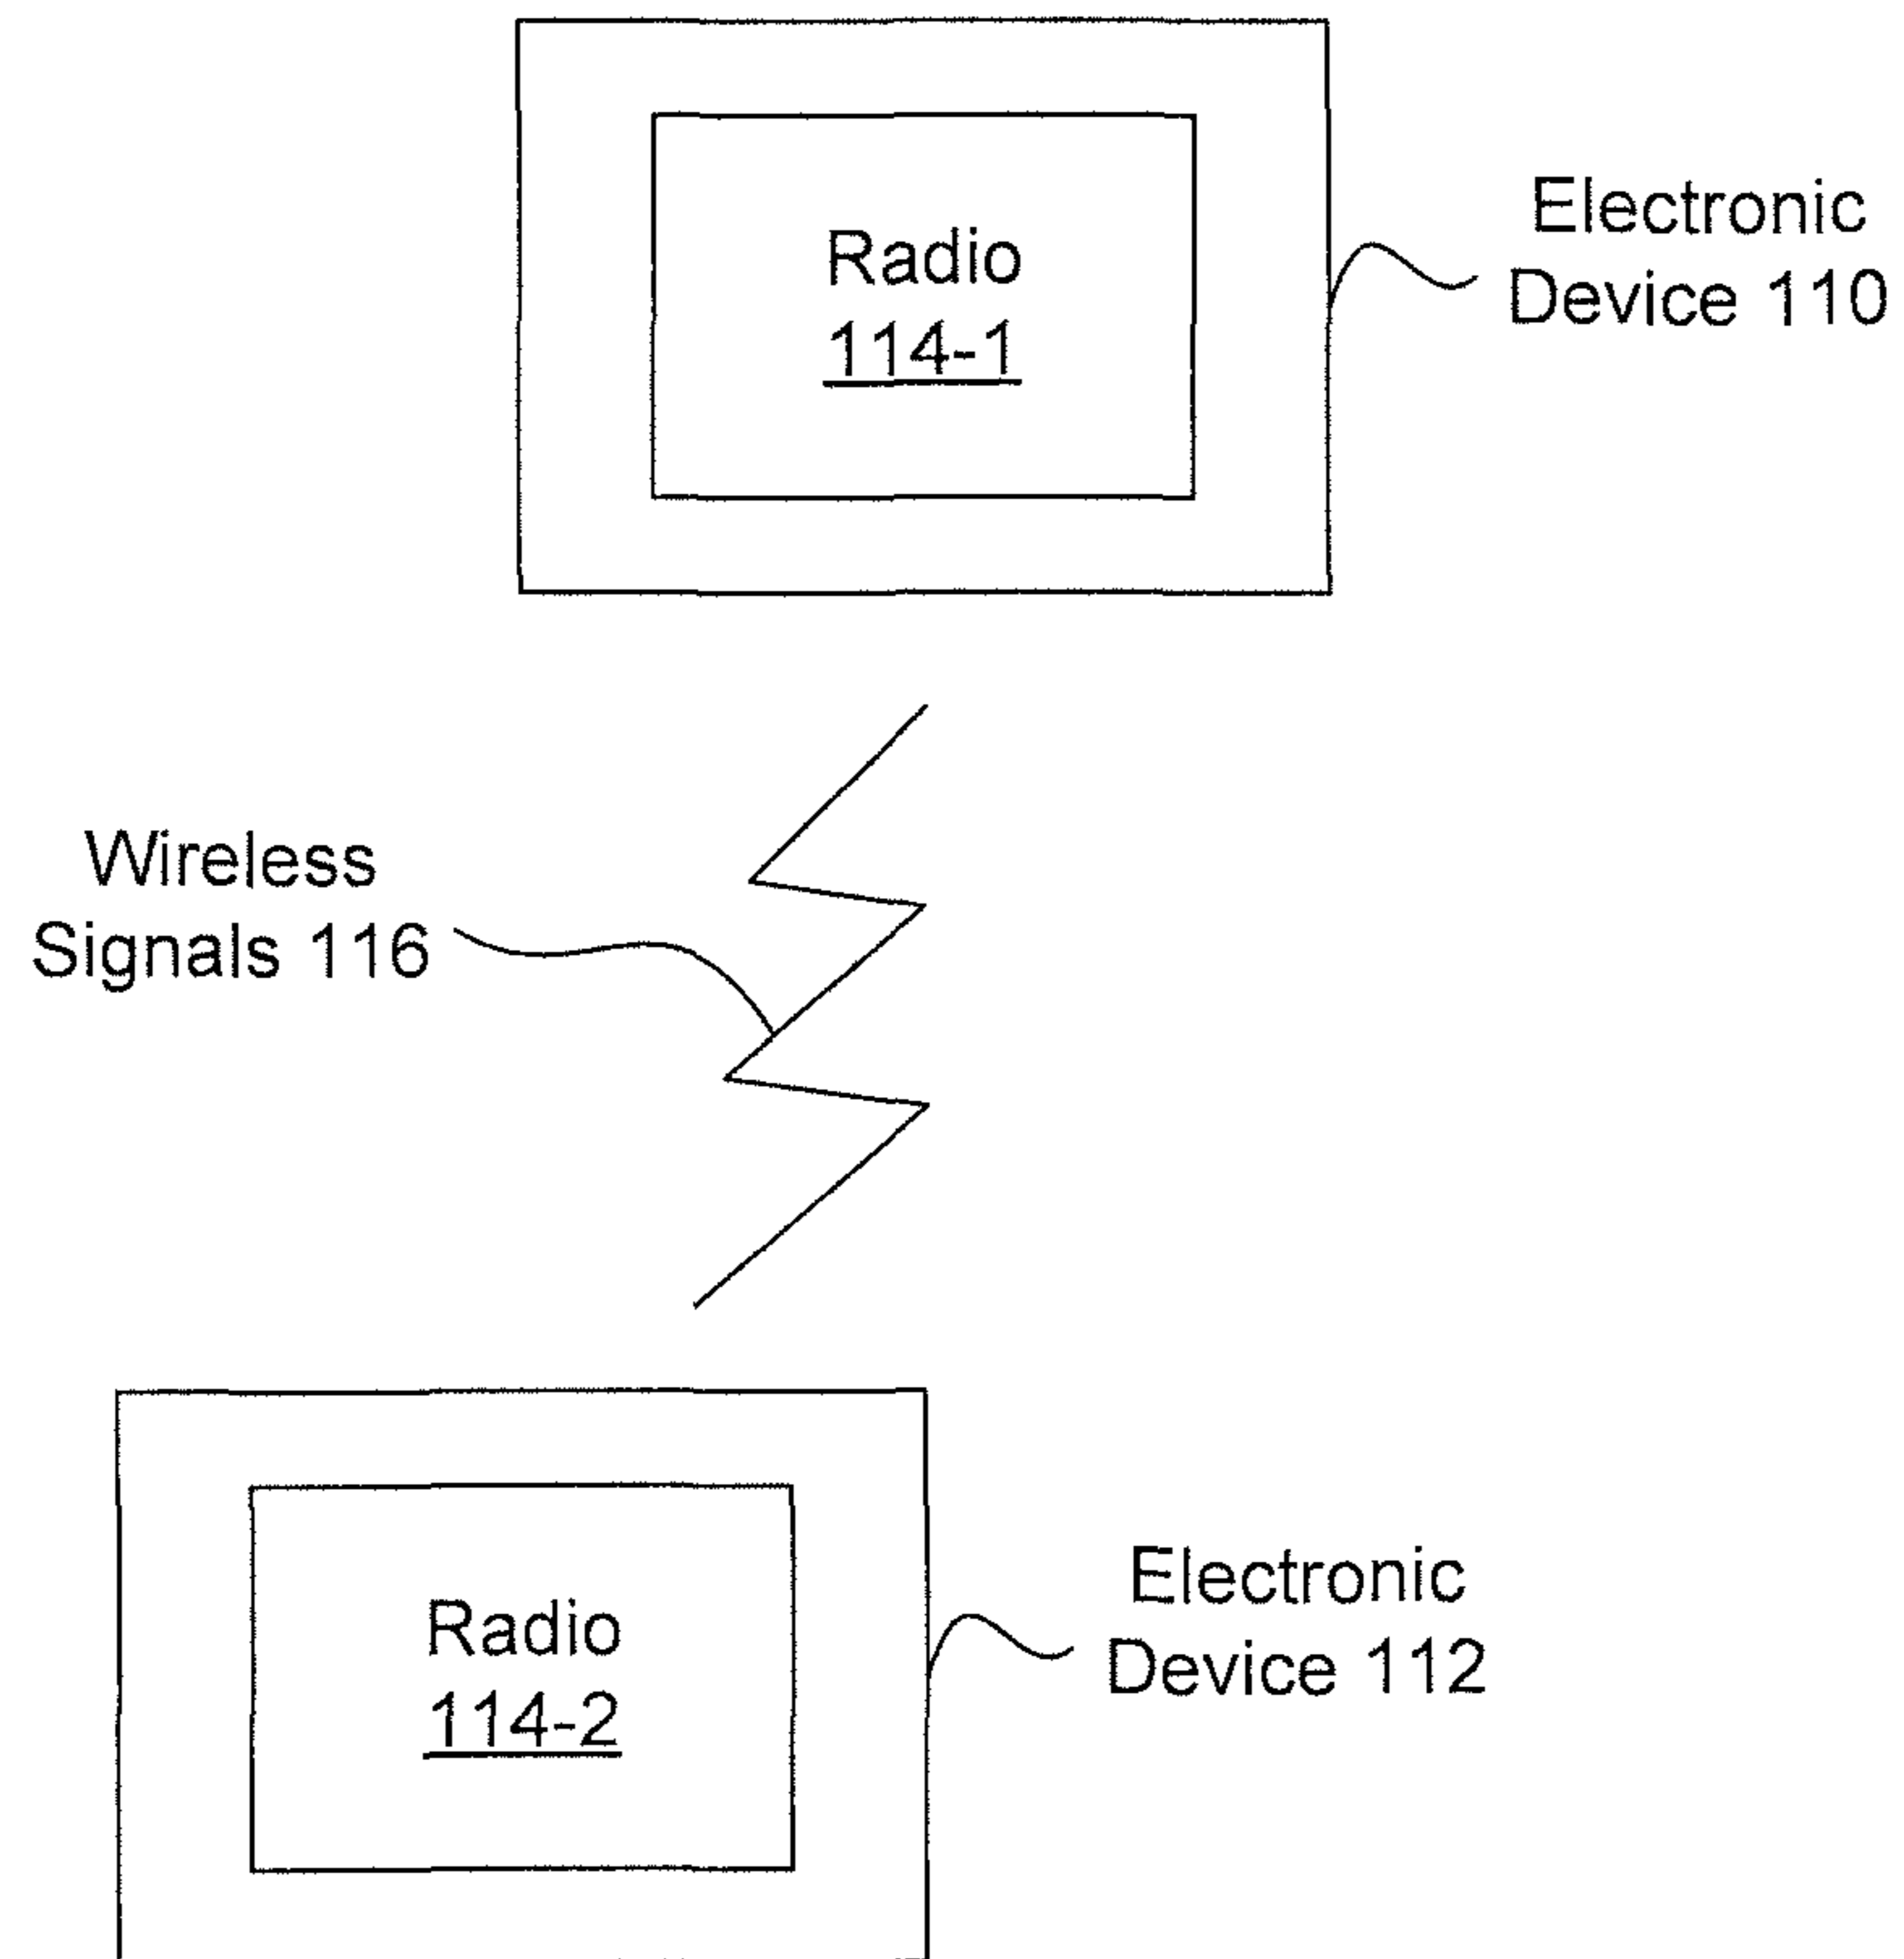 Radio
114-1
Electronic
Device 110
Wireless
Signals 116
Radio
114-2
Electronic
Device 112